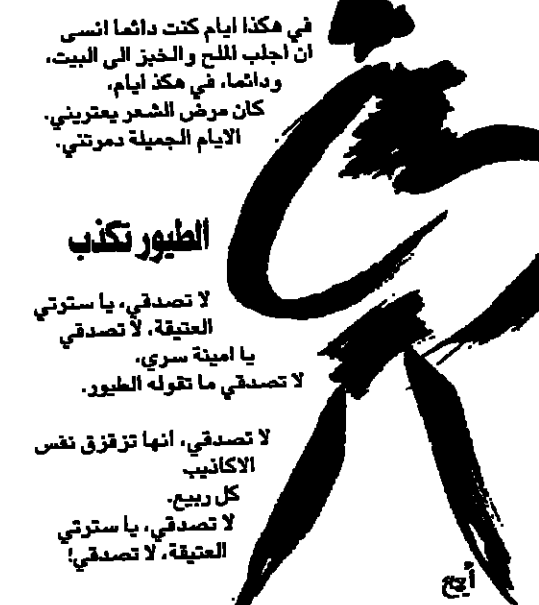 في هكذا ايام كنت دائما انسى
ان اجلب الملح والخبز الى البيت،
ودائما، في هكذ ايام،
كان مرض الشعر يعتريني.
الايام الجميلة دمرتني.
الطيور تكذب
لا تصدقي، يا سترتي
العتيقة، لا تصدقي
يا امينة سري،
لا تصدقي ما تقوله الطيور.
لا تصدقي، انها تزقزق نفس
الاكاذيب
كل ربيع.
لا تصدقي، يا سترتي
العتيقة، لا تصدقي!